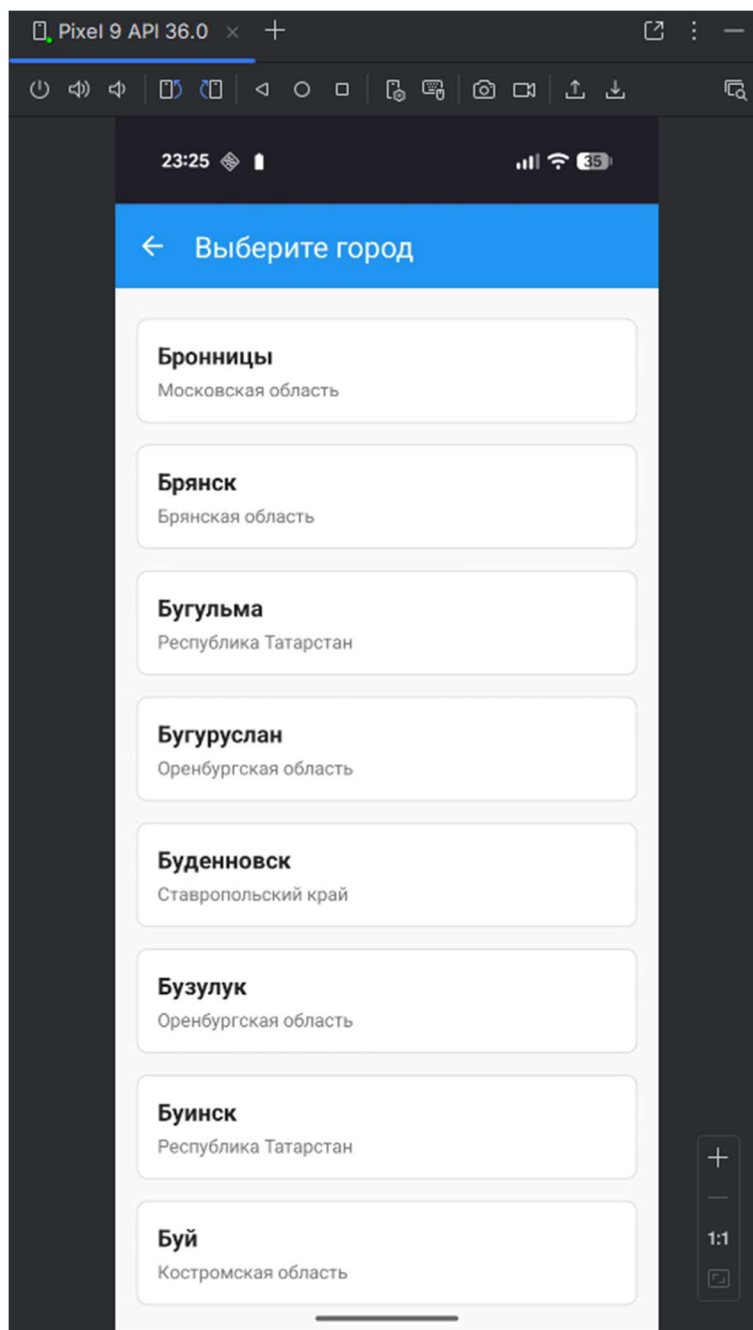 Pixel 9 API 36.0
23:25
35
Выберите город
Бронницы
Московская область
Брянск
Брянская область
Бугульма
Республика Татарстан
Бугуруслан
Оренбургская область
Буденновск
Ставропольский край
Бузулук
Оренбургская область
Буинск
Республика Татарстан
Буй
Костромская область
1:1